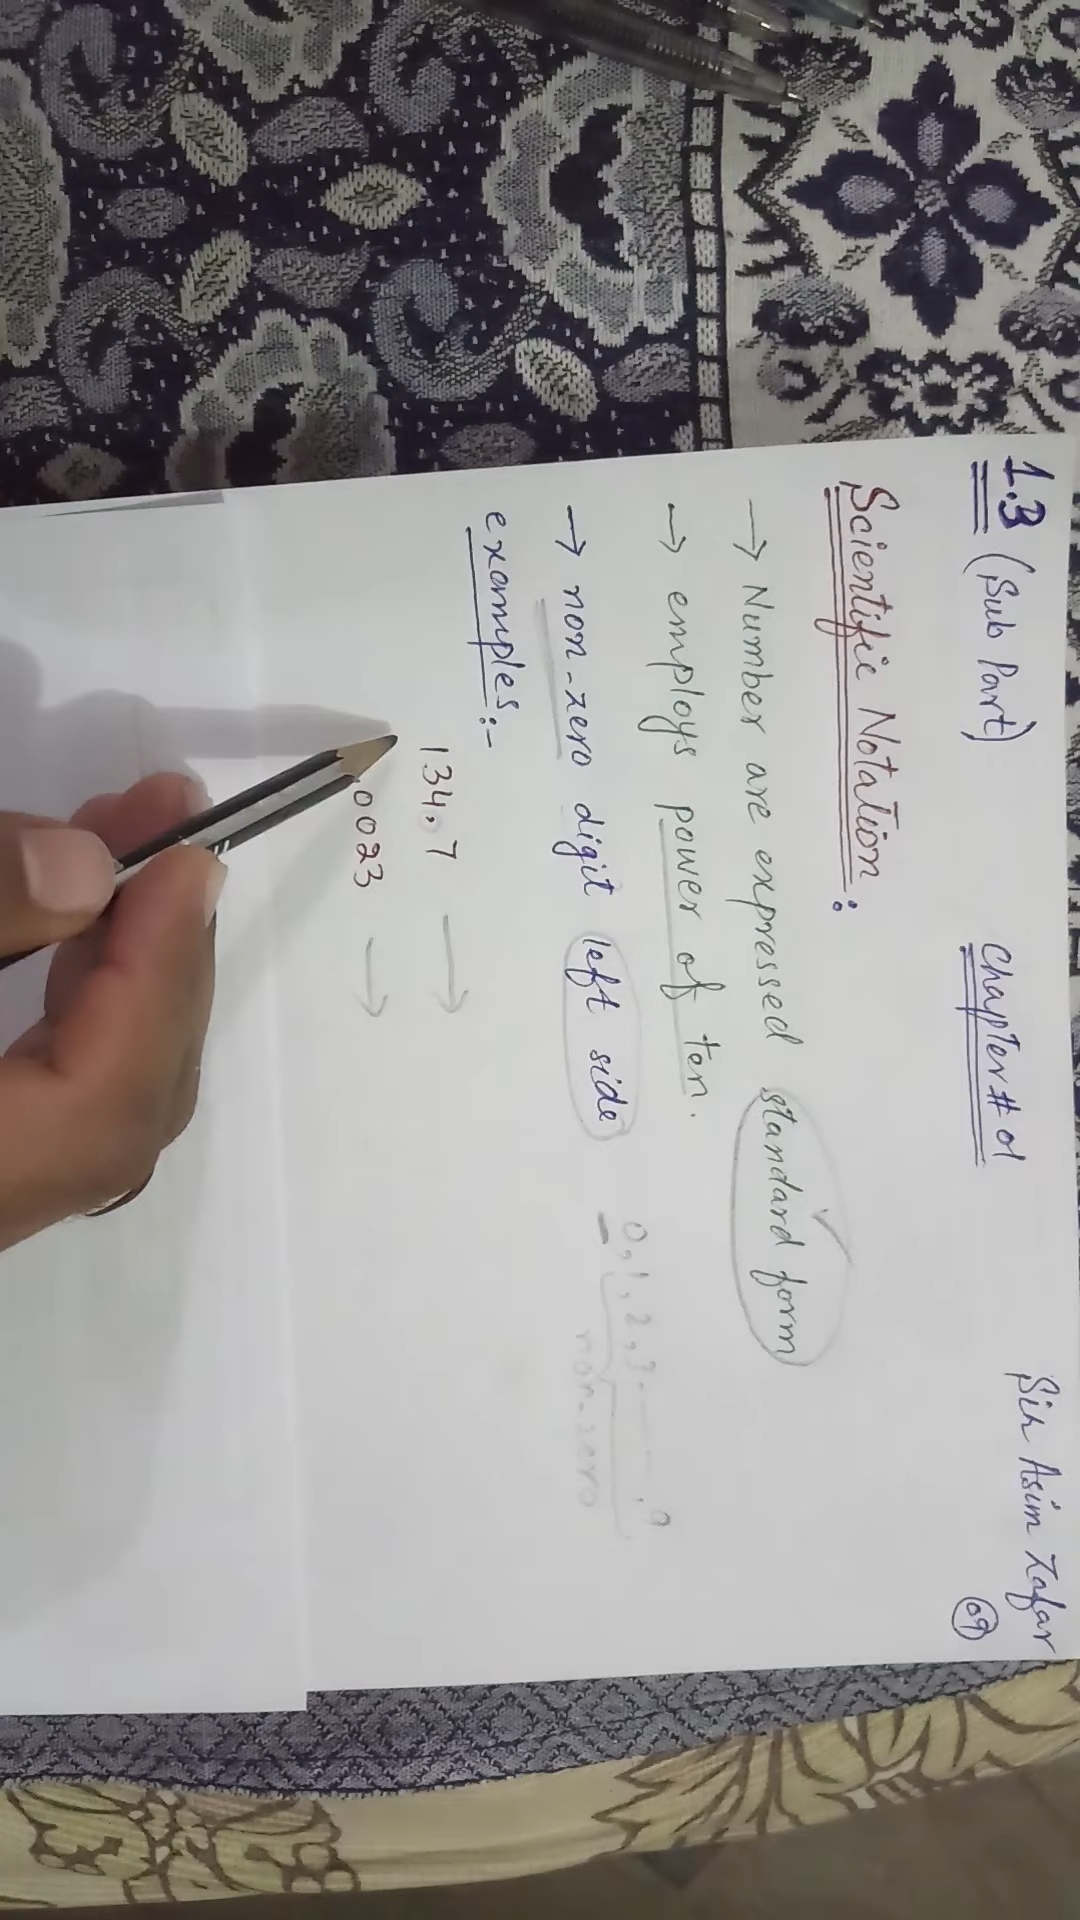 1.3 (Sub Part) Chapter # 01 Sir Asim Zafar
09
Scientific Notation:
→ Number are expressed standard form
→ employs power of ten.
→ non-zero digit left side
0,1,2,3------,9
non-zero
examples:-
134.7 →
.0023 →